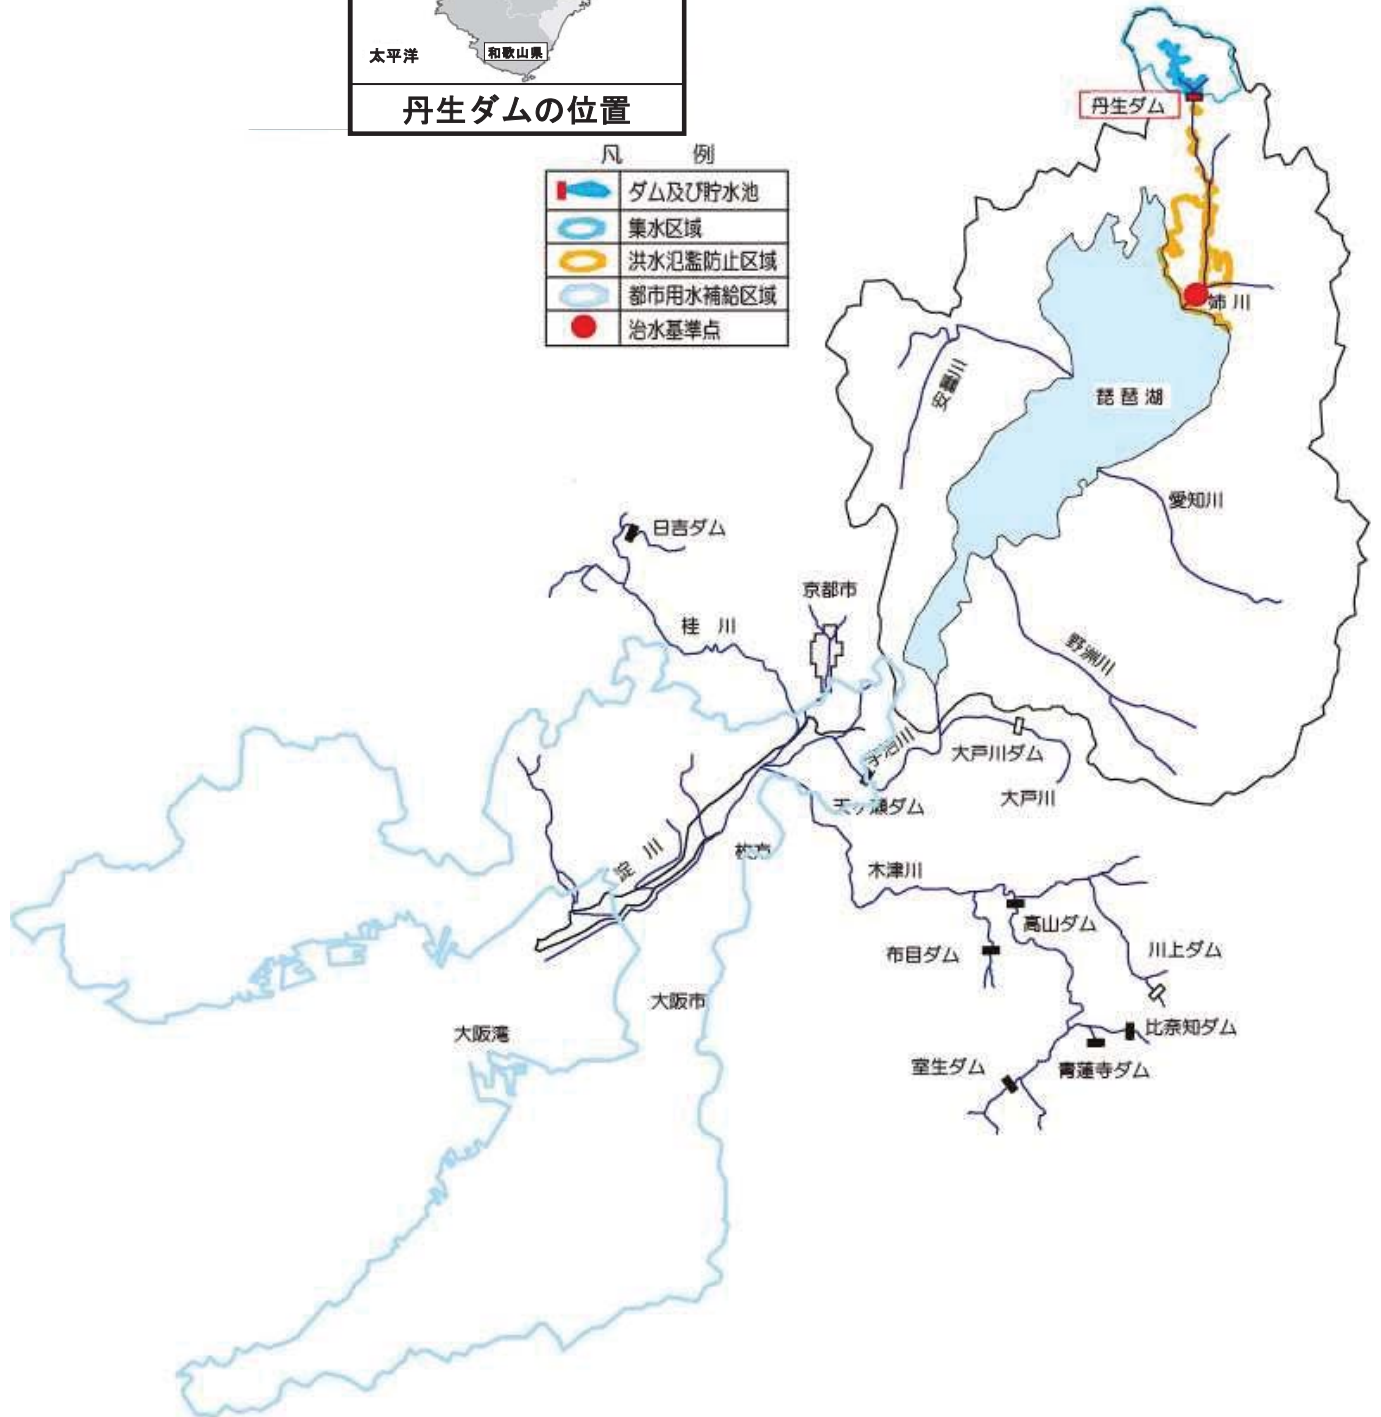 太平洋
和歌山県
丹生ダムの位置
凡 例
ダム及び貯水池
集水区域
洪水氾濫防止区域
都市用水補給区域
治水基準点
丹生ダム
姉川
安曇川
琵琶湖
愛知川
日吉ダム
京都市
桂川
野洲川
宇治川
大戸川ダム
大戸川
天ヶ瀬ダム
淀川
枚方
木津川
高山ダム
布目ダム
川上ダム
大阪市
大阪湾
比奈知ダム
室生ダム
青蓮寺ダム